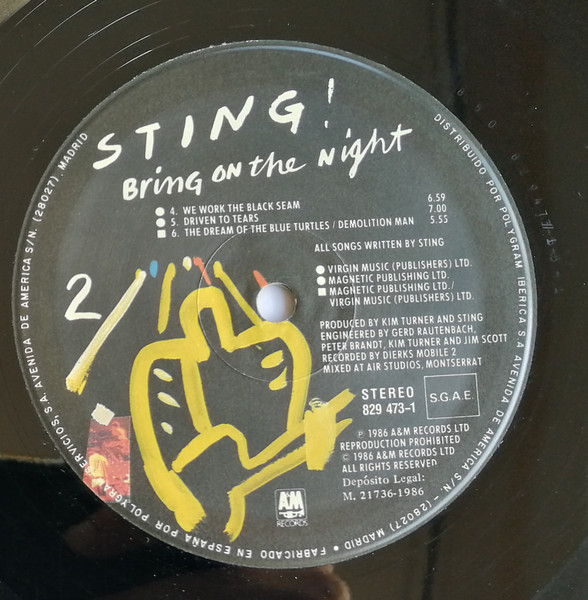 STING!
Bring on the Night
● 4. WE WORK THE BLACK SEAM 6.59
● 5. DRIVEN TO TEARS 7.00
■ 6. THE DREAM OF THE BLUE TURTLES / DEMOLITION MAN 5.55
ALL SONGS WRITTEN BY STING
● VIRGIN MUSIC (PUBLISHERS) LTD.
● MAGNETIC PUBLISHING LTD.
■ MAGNETIC PUBLISHING LTD./
VIRGIN MUSIC (PUBLISHERS) LTD.
2
PRODUCED BY KIM TURNER AND STING
ENGINEERED BY GERD RAUTENBACH,
PETER BRANDT, KIM TURNER AND JIM SCOTT
RECORDED BY DIERKS MOBILE 2
MIXED AT AIR STUDIOS, MONTSERRAT
STEREO
829 473-1
S.G.A.E.
℗ 1986 A&M RECORDS LTD
REPRODUCTION PROHIBITED
© 1986 A&M RECORDS LTD
ALL RIGHTS RESERVED
Depósito Legal:
M. 21736-1986
A&M
RECORDS
DISTRIBUIDO POR POLYGRAM IBERICA S A AVENIDA DE AMERICA S/N - (28027) MADRID • FABRICADO EN ESPAÑA POR POLYGRA SERVICIOS, S.A AVENIDA DE AMERICA S/N. (28027). MADRID